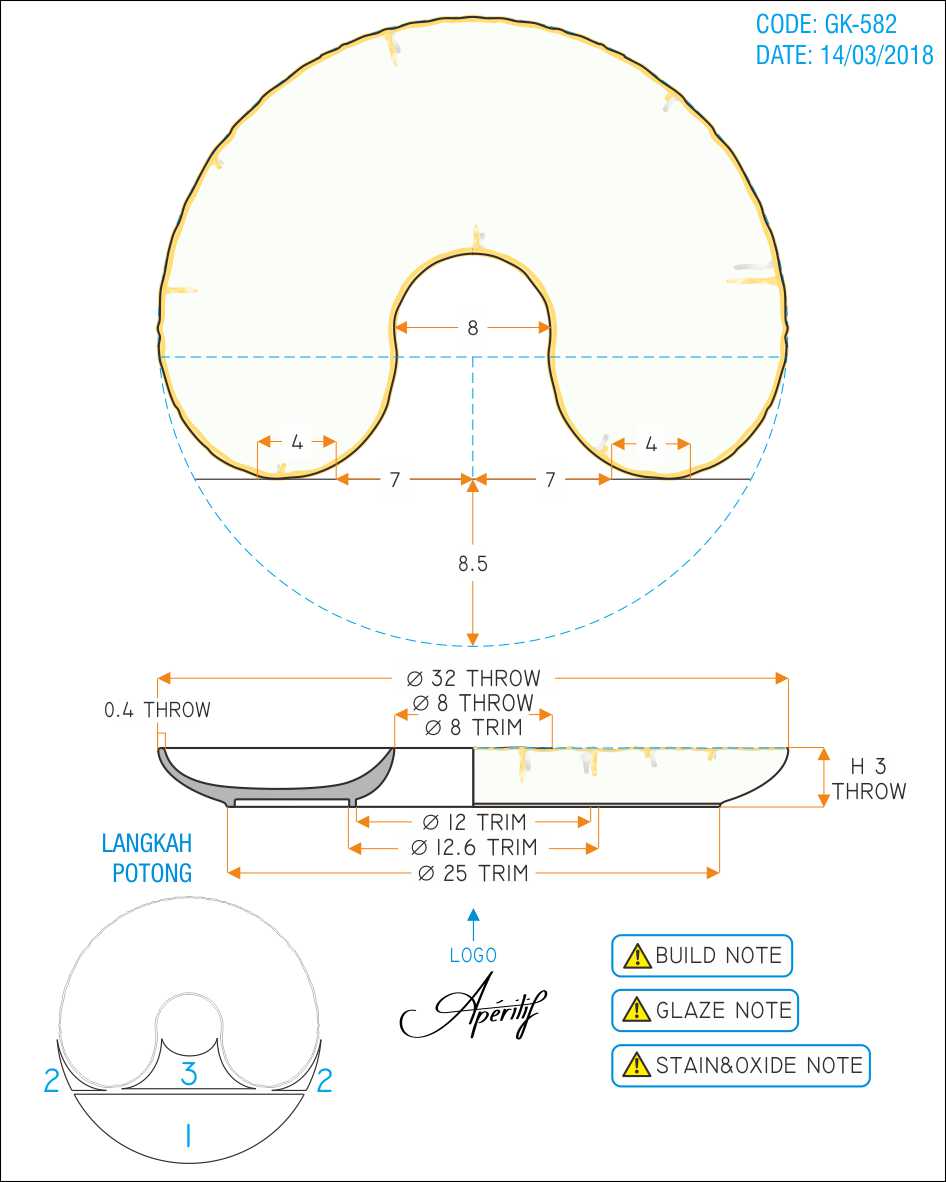 CODE: GK-582
DATE: 14/03/2018
8
4
4
7
7
8.5
Ø 32 THROW
Ø 8 THROW
Ø 8 TRIM
0.4 THROW
H 3
THROW
Ø 12 TRIM
Ø 12.6 TRIM
Ø 25 TRIM
LANGKAH
POTONG
LOGO
Apéritif
BUILD NOTE
GLAZE NOTE
STAIN&OXIDE NOTE
2
3
2
1